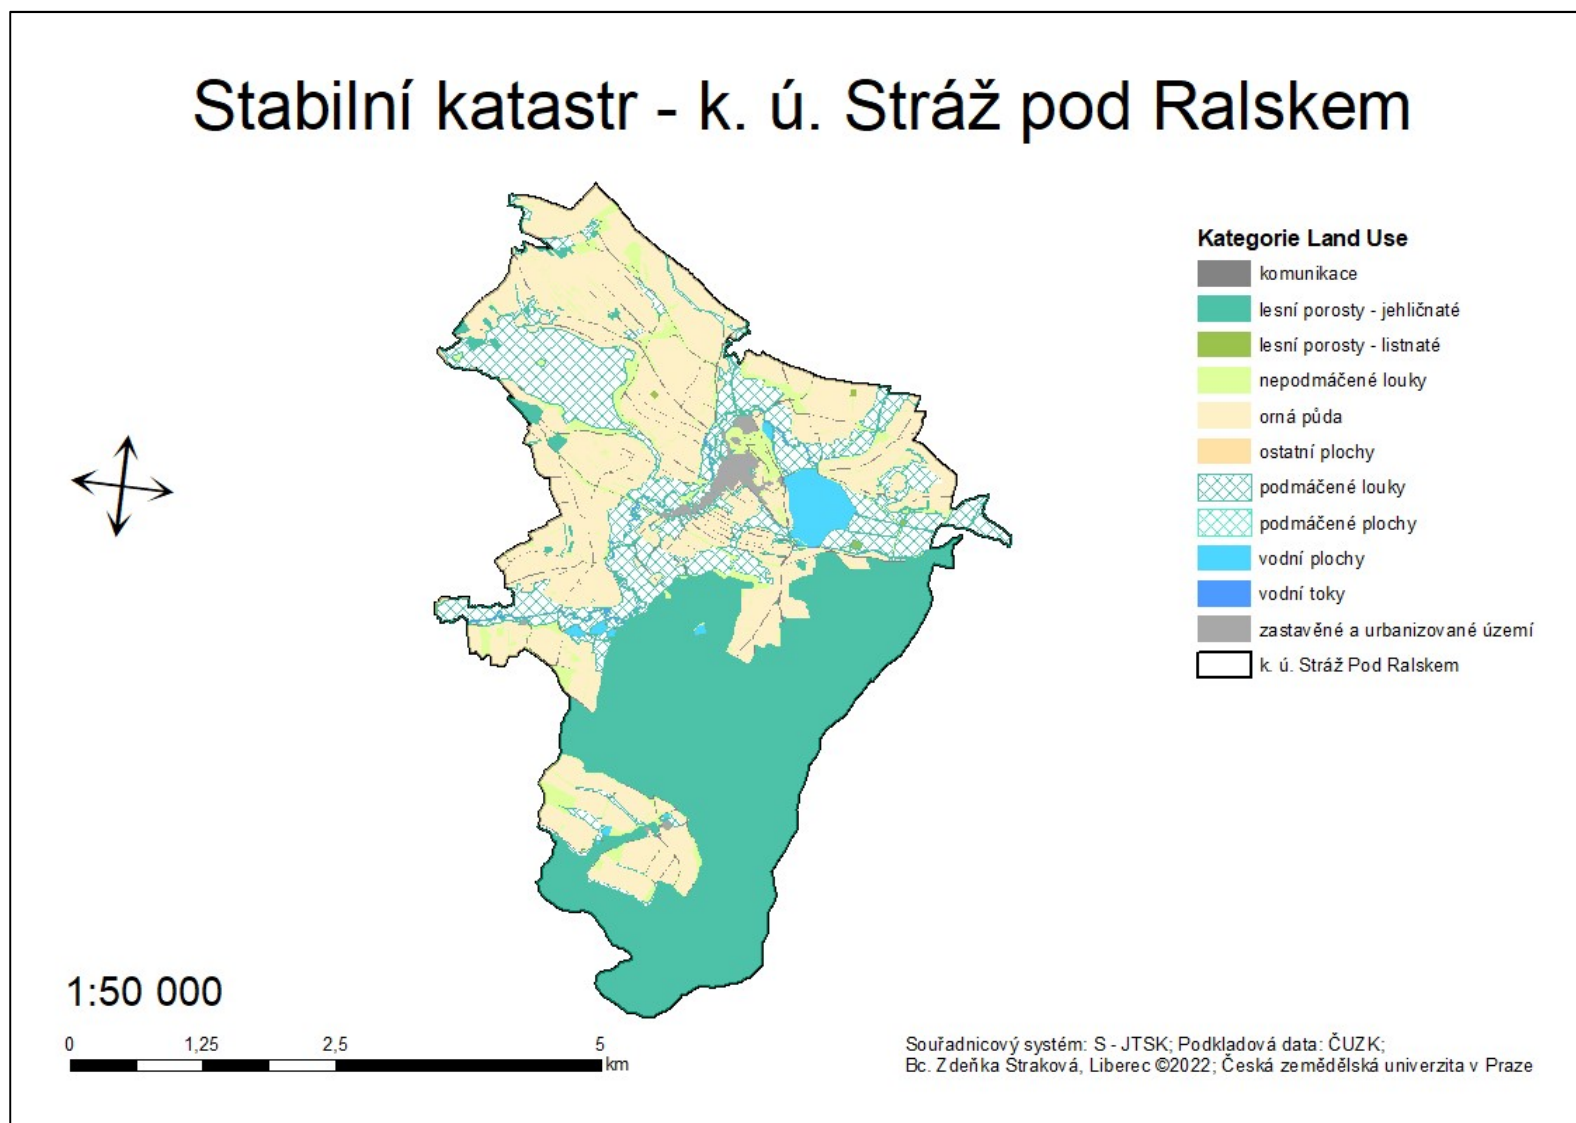 Stabilní katastr - k. ú. Stráž pod Ralskem
Kategorie Land Use
komunikace
lesní porosty - jehličnaté
lesní porosty - listnaté
nepodmáčené louky
orná půda
ostatní plochy
podmáčené louky
podmáčené plochy
vodní plochy
vodní toky
zastavěné a urbanizované území
k. ú. Stráž Pod Ralskem
1:50 000
0 1,25 2,5 5
km
Souřadnicový systém: S - JTSK; Podkladová data: ČUZK;
Bc. Zdeňka Straková, Liberec ©2022; Česká zemědělská univerzita v Praze